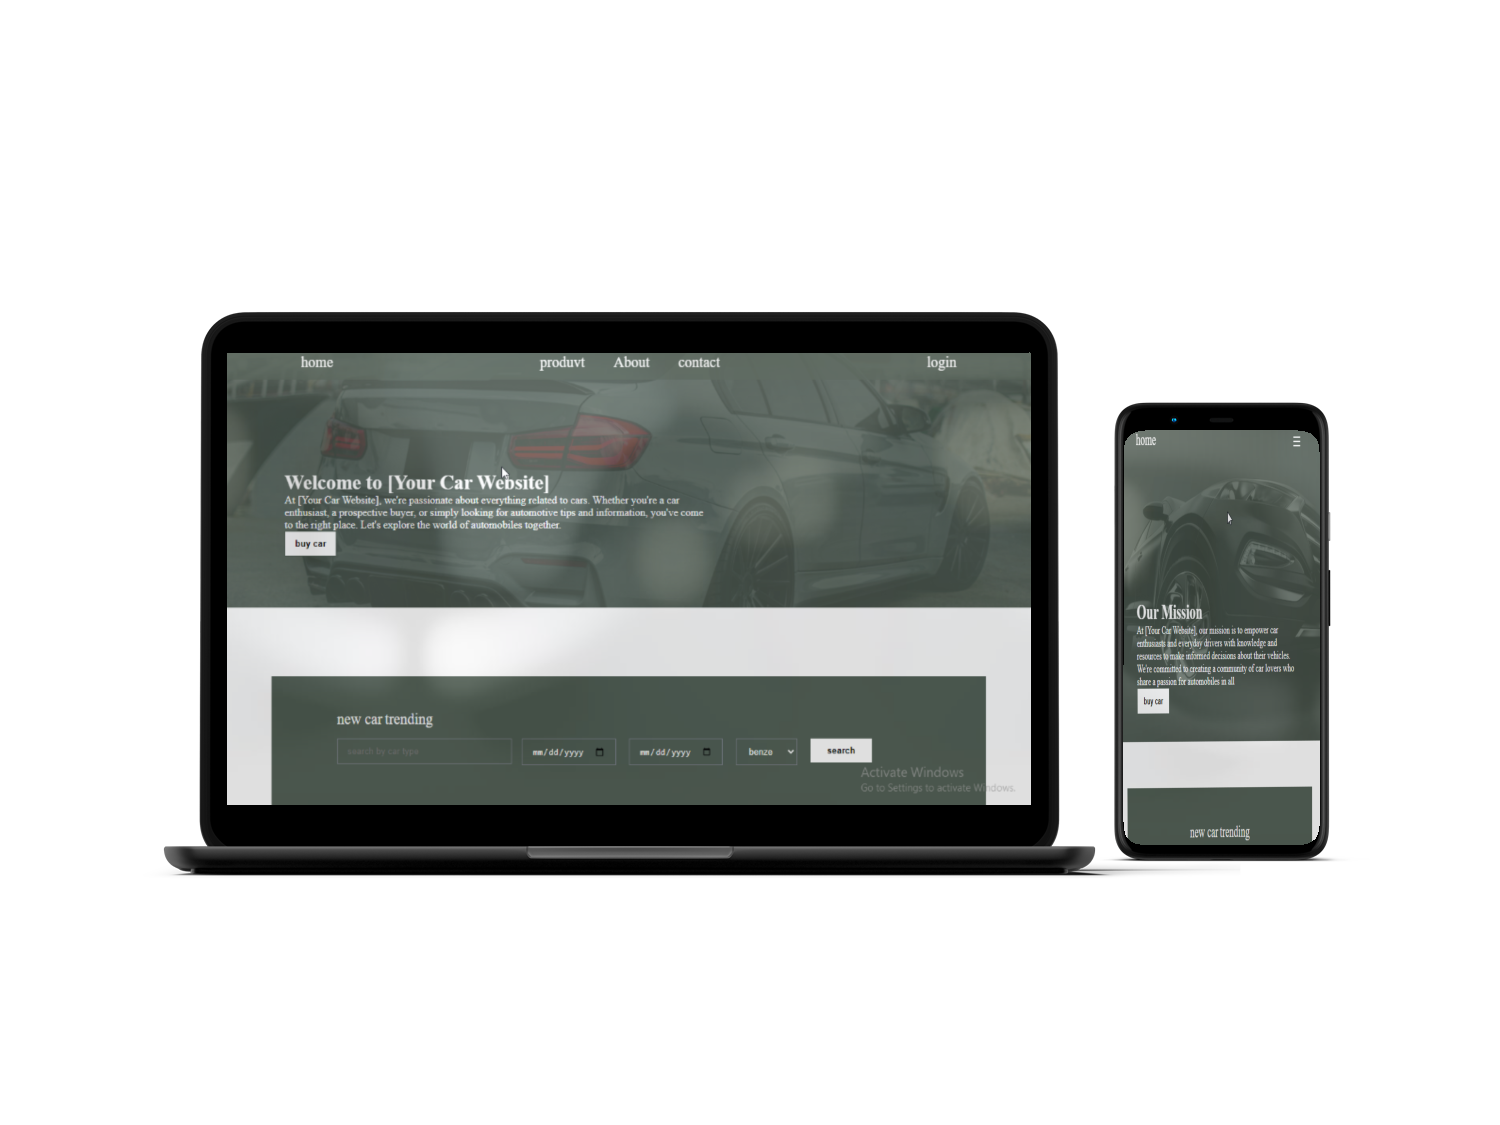 home
produvt
About
contact
login
Welcome to [Your Car Website]
At [Your Car Website], we're passionate about everything related to cars. Whether you're a car
enthusiast, a prospective buyer, or simply looking for automotive tips and information, you've come
to the right place. Let's explore the world of automobiles together.
buy car
new car trending
search by car type
mm/dd/yyyy
mm/dd/yyyy
benze
search
Activate Windows
Go to Settings to activate Windows.
home
Our Mission
At [Your Car Website], our mission is to empower car
enthusiasts and everyday drivers with knowledge and
resources to make informed decisions about their vehicles.
We're committed to creating a community of car lovers who
share a passion for automobiles in all
buy car
new car trending